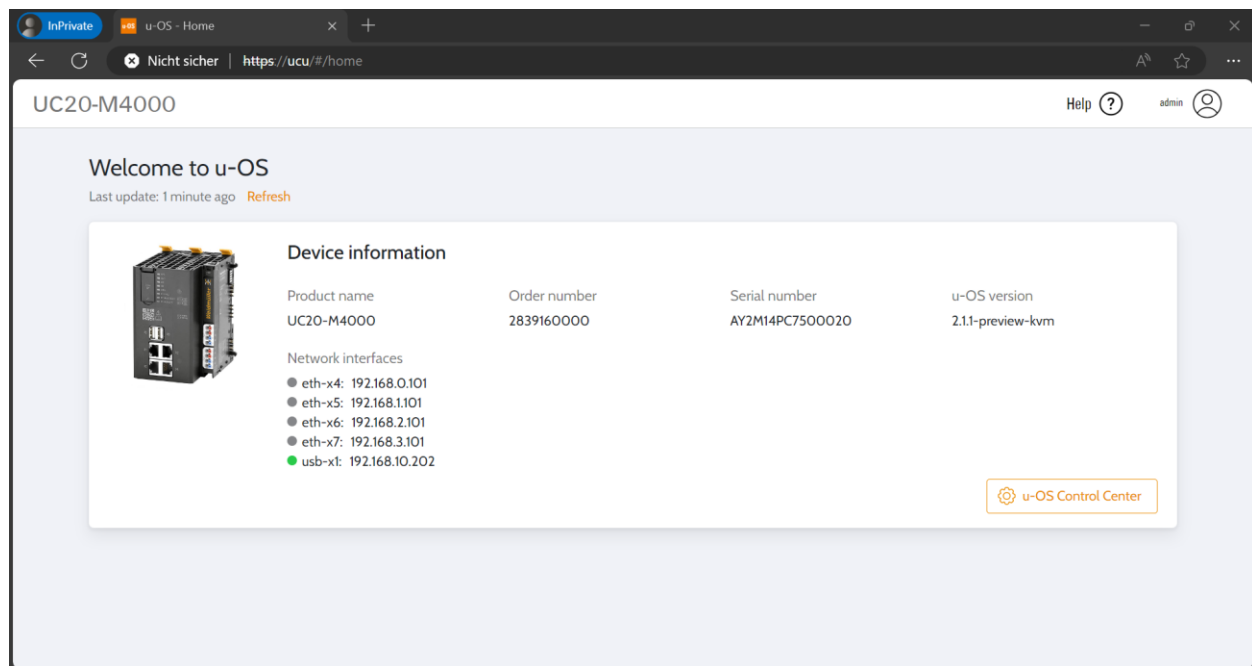 InPrivate
u-OS - Home
Nicht sicher | https://ucu/#/home
UC20-M4000
Help ?
admin
Welcome to u-OS
Last update: 1 minute ago Refresh
Device information
Product name Order number Serial number u-OS version
UC20-M4000 2839160000 AY2M14PC7500020 2.1.1-preview-kvm
Network interfaces
eth-x4: 192.168.0.101
eth-x5: 192.168.1.101
eth-x6: 192.168.2.101
eth-x7: 192.168.3.101
usb-x1: 192.168.10.202
u-OS Control Center